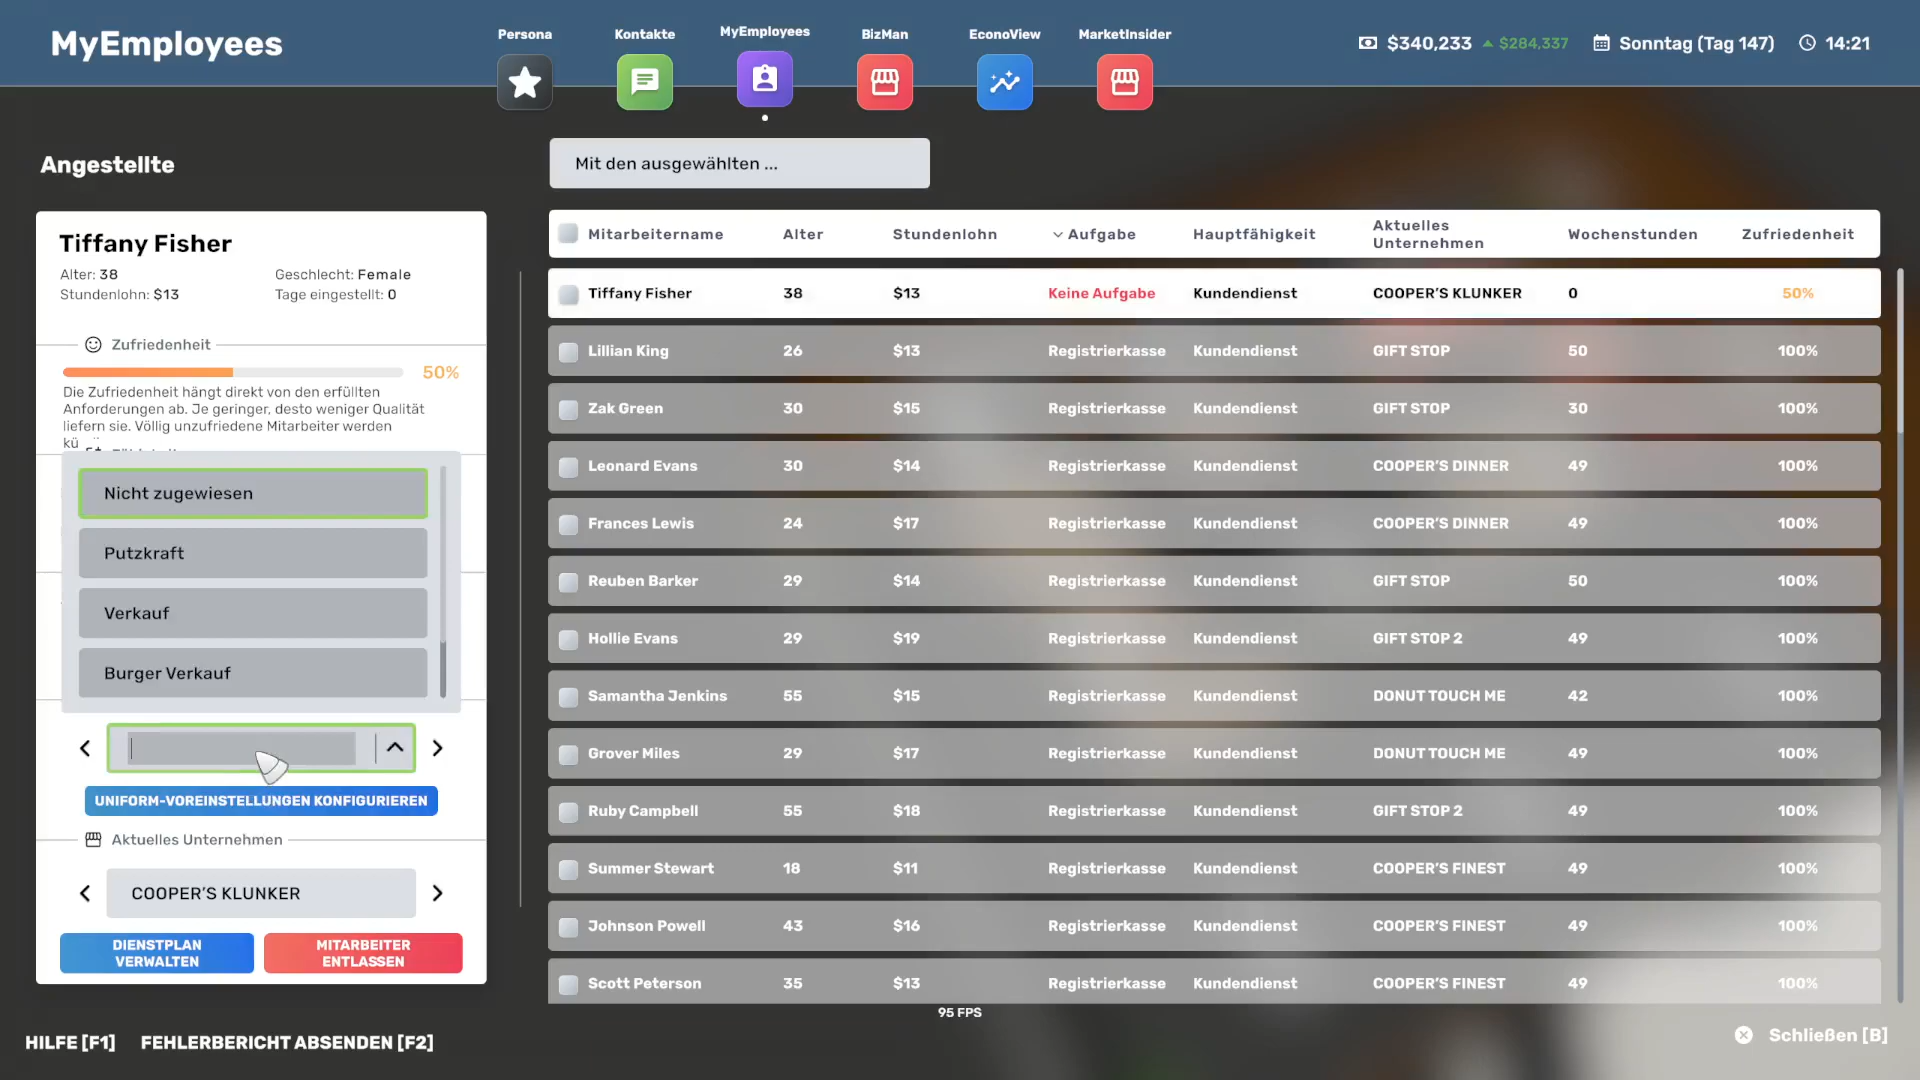 MyEmployees
Persona
Kontakte
MyEmployees
BizMan
EconoView
MarketInsider
$340,233 $284,337 Sonntag (Tag 147) 14:21
Angestellte
Mit den ausgewählten ...
Tiffany Fisher
Alter: 38 Geschlecht: Female
Stundenlohn: $13 Tage eingestellt: 0
Zufriedenheit
50%
Die Zufriedenheit hängt direkt von den erfüllten
Anforderungen ab. Je geringer, desto weniger Qualität
liefern sie. Völlig unzufriedene Mitarbeiter werden
kü
Nicht zugewiesen
Putzkraft
Verkauf
Burger Verkauf
UNIFORM-VOREINSTELLUNGEN KONFIGURIEREN
Aktuelles Unternehmen
COOPER'S KLUNKER
DIENSTPLAN
VERWALTEN
MITARBEITER
ENTLASSEN
Mitarbeitername Alter Stundenlohn Aufgabe Hauptfähigkeit Aktuelles Unternehmen Wochenstunden Zufriedenheit
Tiffany Fisher 38 $13 Keine Aufgabe Kundendienst COOPER'S KLUNKER 0 50%
Lillian King 26 $13 Registrierkasse Kundendienst GIFT STOP 50 100%
Zak Green 30 $15 Registrierkasse Kundendienst GIFT STOP 30 100%
Leonard Evans 30 $14 Registrierkasse Kundendienst COOPER'S DINNER 49 100%
Frances Lewis 24 $17 Registrierkasse Kundendienst COOPER'S DINNER 49 100%
Reuben Barker 29 $14 Registrierkasse Kundendienst GIFT STOP 50 100%
Hollie Evans 29 $19 Registrierkasse Kundendienst GIFT STOP 2 49 100%
Samantha Jenkins 55 $15 Registrierkasse Kundendienst DONUT TOUCH ME 42 100%
Grover Miles 29 $17 Registrierkasse Kundendienst DONUT TOUCH ME 49 100%
Ruby Campbell 55 $18 Registrierkasse Kundendienst GIFT STOP 2 49 100%
Summer Stewart 18 $11 Registrierkasse Kundendienst COOPER'S FINEST 49 100%
Johnson Powell 43 $16 Registrierkasse Kundendienst COOPER'S FINEST 49 100%
Scott Peterson 35 $13 Registrierkasse Kundendienst COOPER'S FINEST 49 100%
95 FPS
HILFE [F1] FEHLERBERICHT ABSENDEN [F2]
Schließen [B]